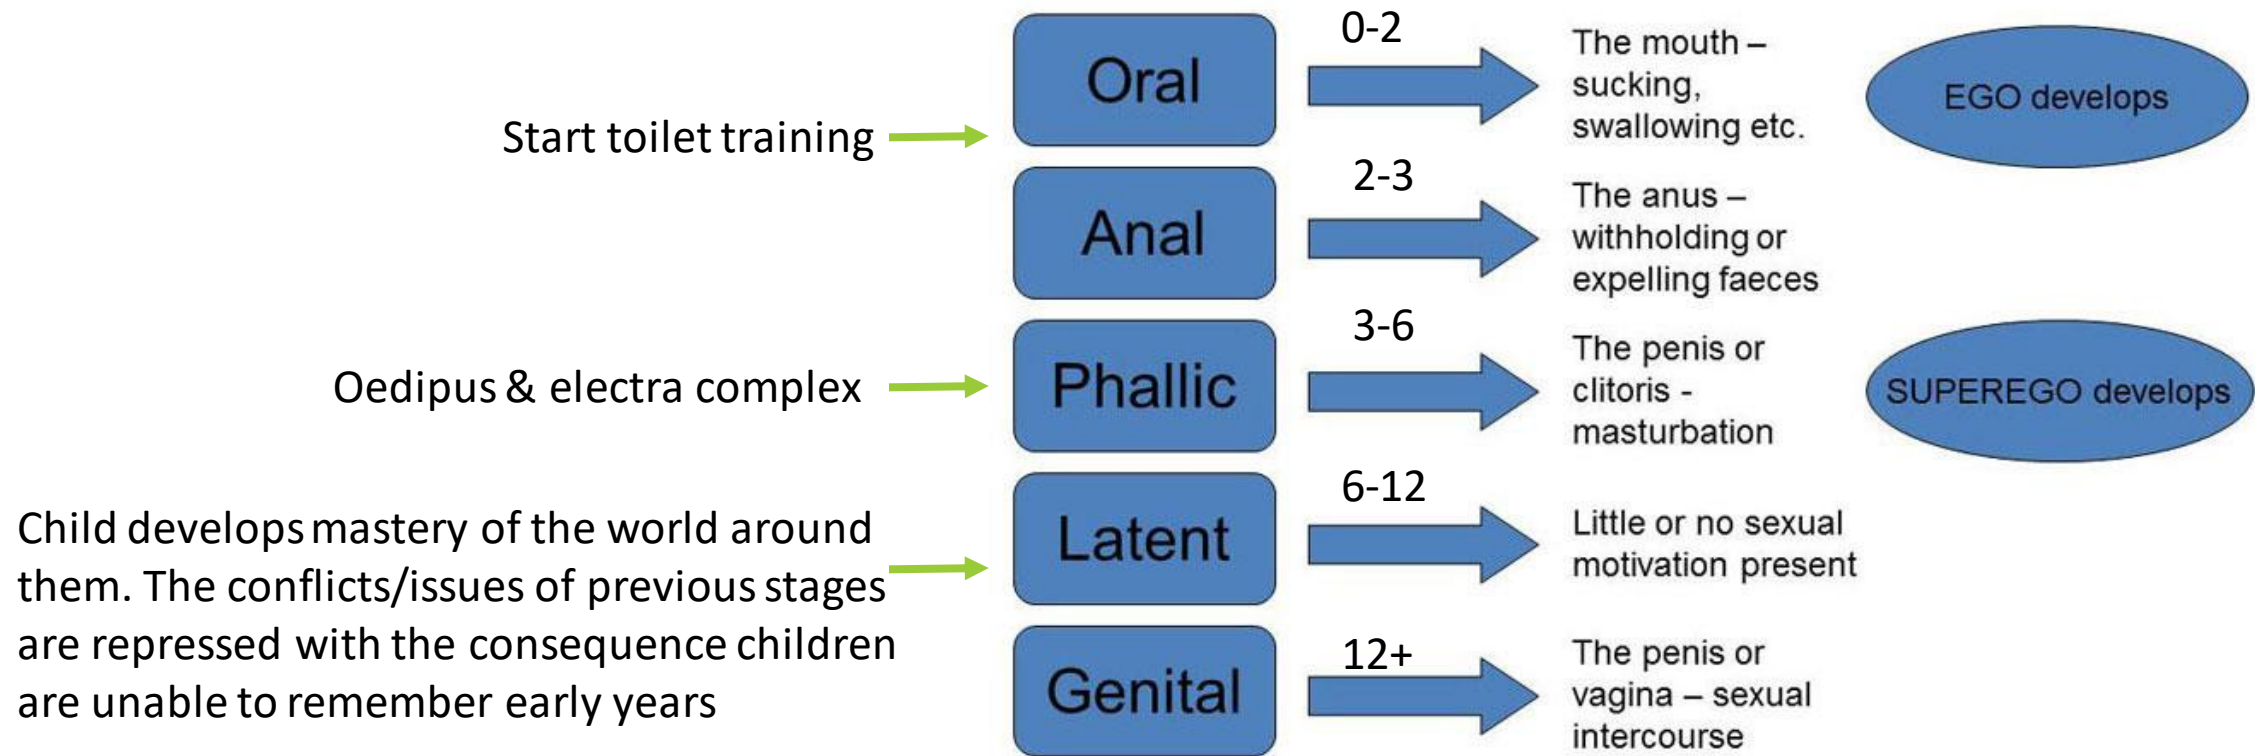 Start toilet training
Oral
0-2
The mouth –
sucking,
swallowing etc.
EGO develops
Anal
2-3
The anus –
withholding or
expelling faeces
Oedipus & electra complex
Phallic
3-6
The penis or
clitoris -
masturbation
SUPEREGO develops
Child develops mastery of the world around
them. The conflicts/issues of previous stages
are repressed with the consequence children
are unable to remember early years
Latent
6-12
Little or no sexual
motivation present
Genital
12+
The penis or
vagina – sexual
intercourse